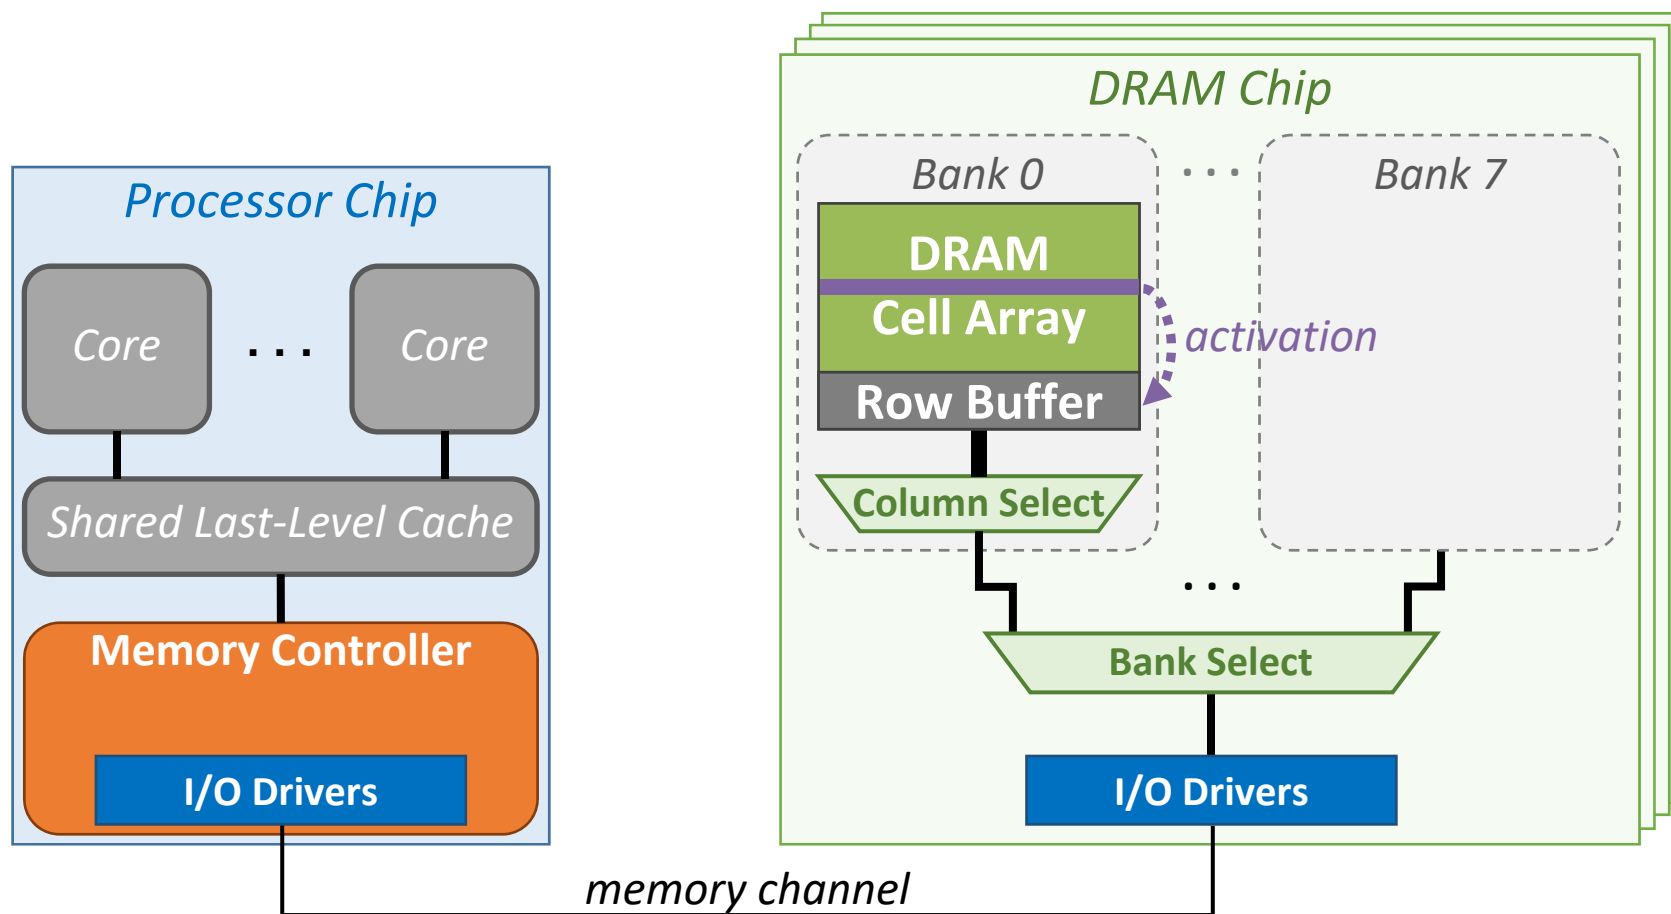 Processor Chip
Core
. . .
Core
Shared Last-Level Cache
Memory Controller
I/O Drivers
memory channel
DRAM Chip
Bank 0
. . .
Bank 7
DRAM
Cell Array
activation
Row Buffer
Column Select
. . .
Bank Select
I/O Drivers